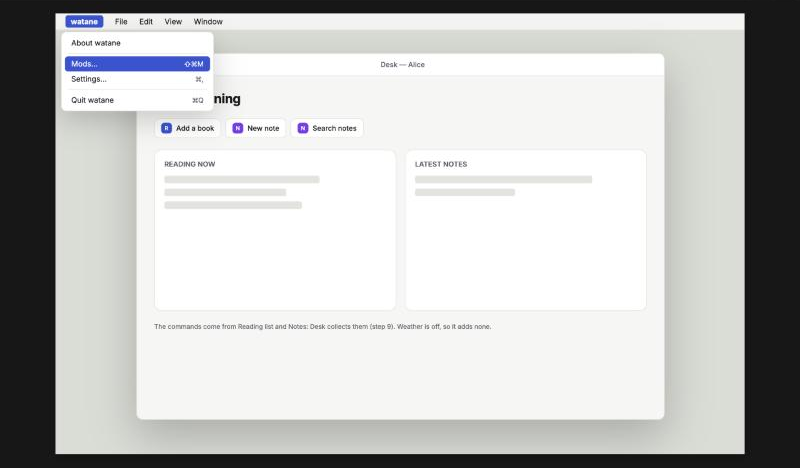 watane File Edit View Window
About watane
Mods... ⇧⌘M
Settings... ⌘,
Quit watane ⌘Q
Desk — Alice
R Add a book N New note N Search notes
READING NOW
LATEST NOTES
The commands come from Reading list and Notes: Desk collects them (step 9). Weather is off, so it adds none.